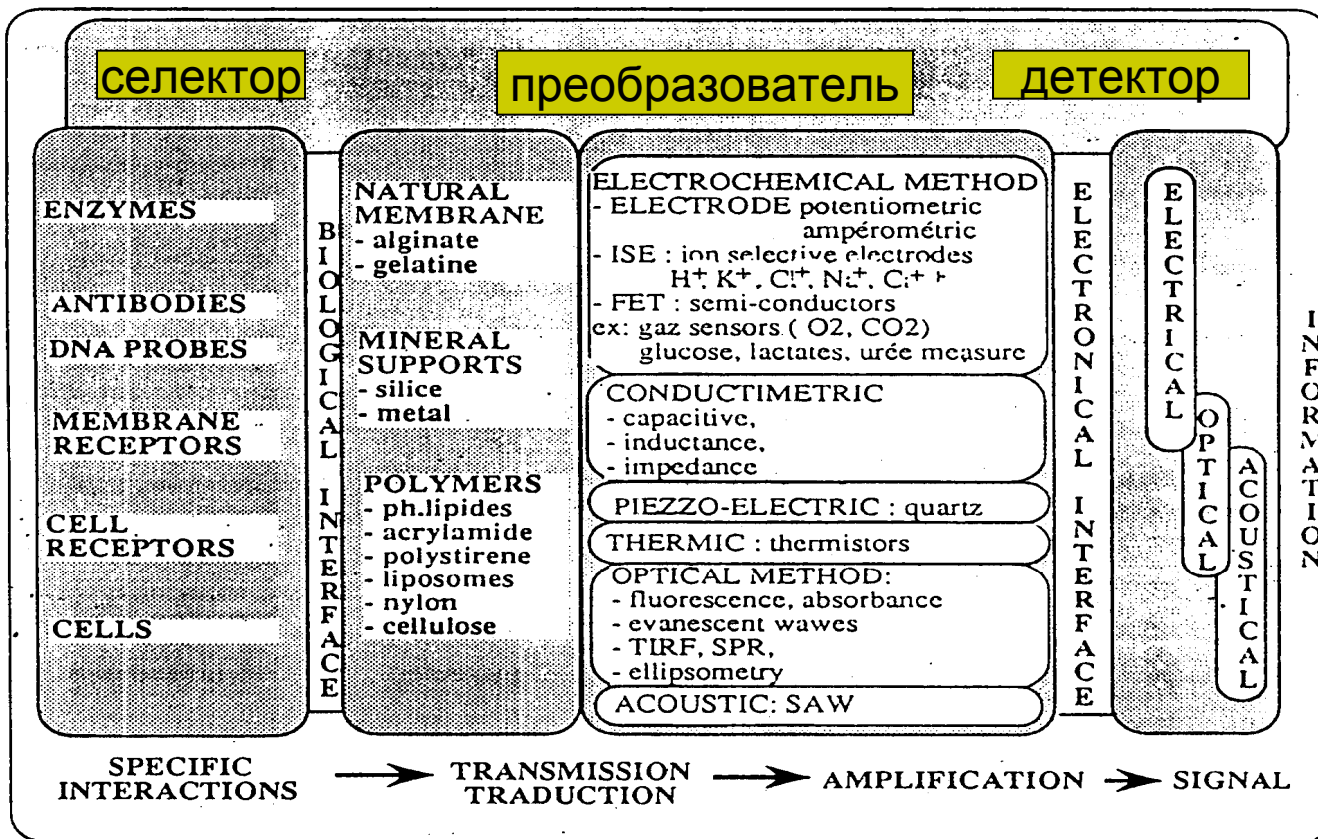 селектор
преобразователь
детектор
ENZYMES
ANTIBODIES
DNA PROBES
MEMBRANE
RECEPTORS
CELL
RECEPTORS
CELLS
BIOLOGICAL INTERFACE
NATURAL
MEMBRANE
- alginate
- gelatine
MINERAL
SUPPORTS
- silice
- metal
POLYMERS
- ph.lipides
- acrylamide
- polystirene
- liposomes
- nylon
- cellulose
ELECTROCHEMICAL METHOD
- ELECTRODE potentiometric
ampérométric
- ISE : ion selective electrodes
H+, K+,
- FET : semi-conductors
ex: gaz sensors ( O2, CO2)
glucose, lactates, urée measure
CONDUCTIMETRIC
- capacitive,
- inductance,
- impedance
PIEZZO-ELECTRIC : quartz
THERMIC : thermistors
OPTICAL METHOD:
- fluorescence, absorbance
- evanescent wawes
- TIRF, SPR,
- ellipsometry
ACOUSTIC: SAW
ELECTRONICAL INTERFACE
ELECTRICAL
OPTICAL
ACOUSTICAL
INFORMATION
SPECIFIC
INTERACTIONS
TRANSMISSION
TRADUCTION
AMPLIFICATION
SIGNAL